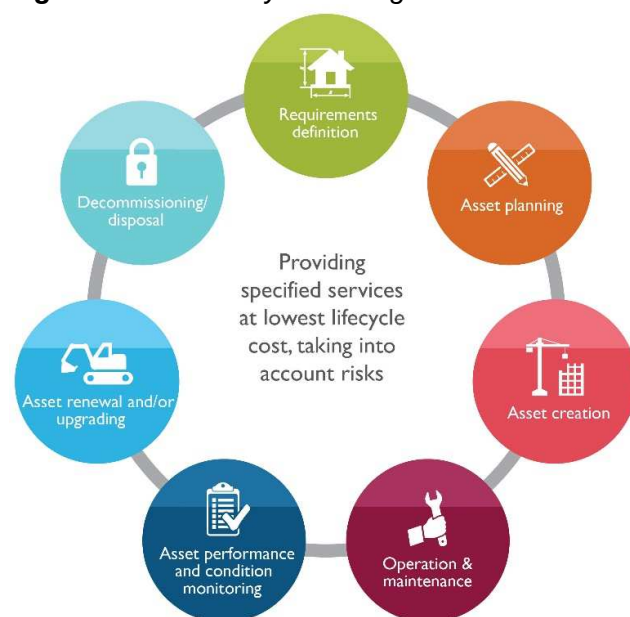 Requirements
definition
Asset planning
Asset creation
Operation &
maintenance
Asset performance
and condition
monitoring
Asset renewal and/or
upgrading
Decommissioning/
disposal
Providing
specified services
at lowest lifecycle
cost, taking into
account risks